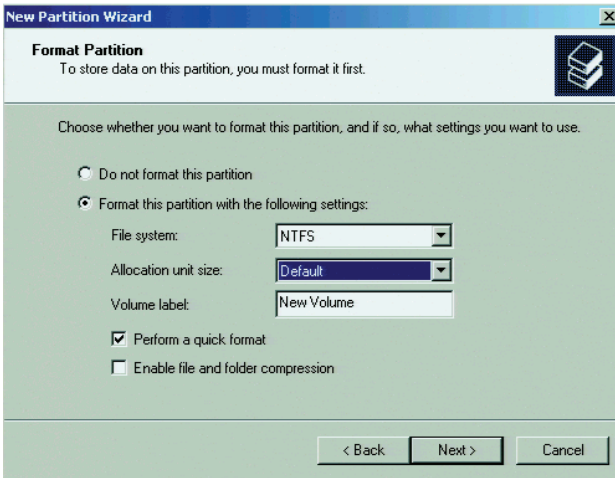 New Partition Wizard
Format Partition
To store data on this partition, you must format it first.
Choose whether you want to format this partition, and if so, what settings you want to use.
Do not format this partition
Format this partition with the following settings:
File system: NTFS
Allocation unit size: Default
Volume label: New Volume
Perform a quick format
Enable file and folder compression
< Back Next > Cancel